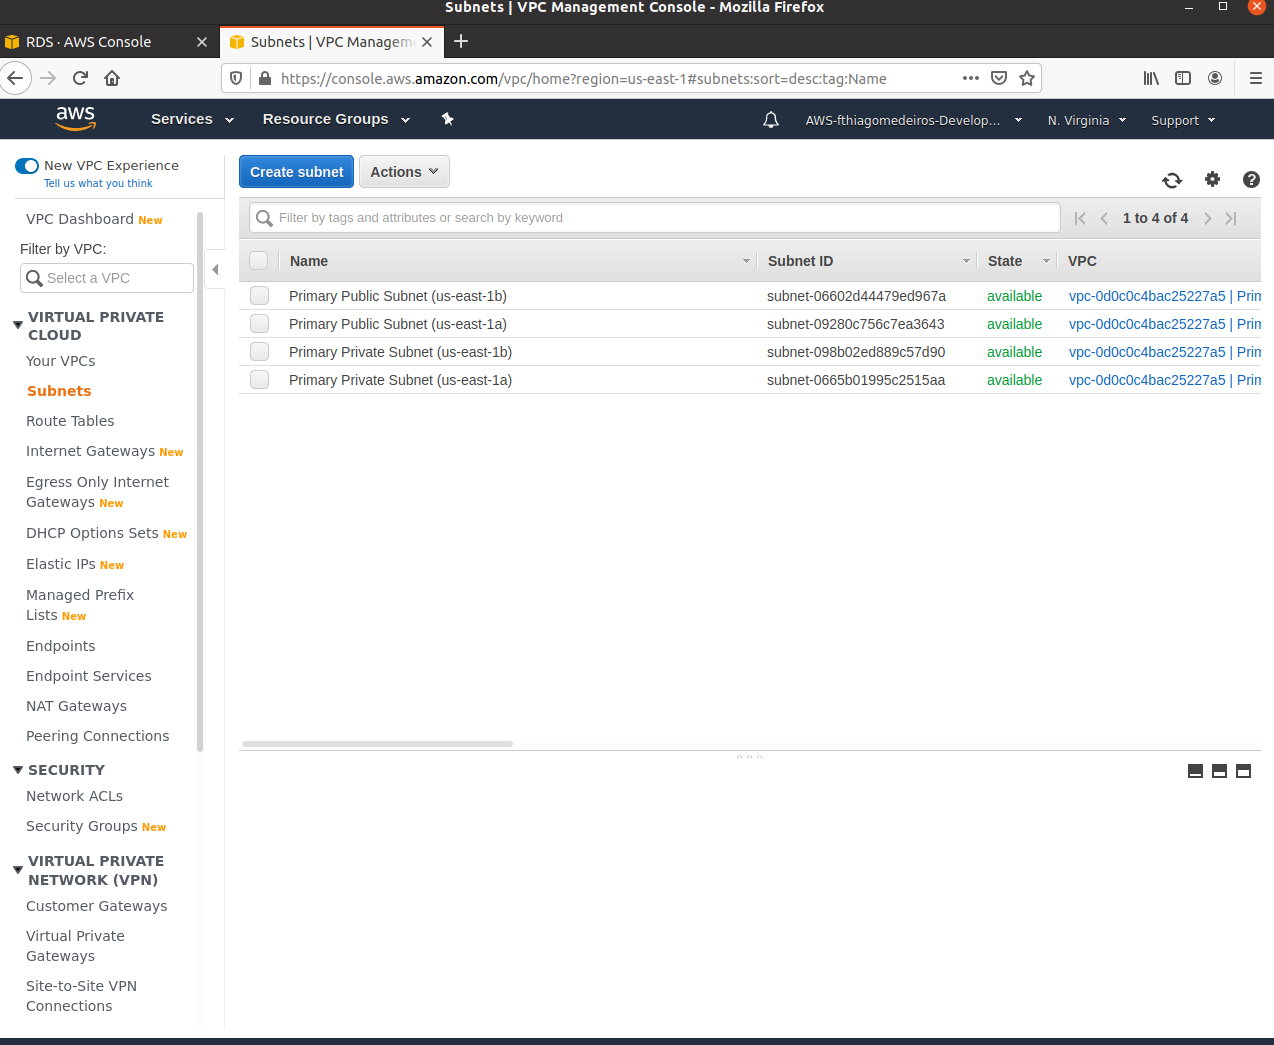 Subnets | VPC Management Console - Mozilla Firefox
RDS · AWS Console
Subnets | VPC Managem
https://console.aws.amazon.com/vpc/home?region=us-east-1#subnets:sort=desc:tag:Name
aws
Services
Resource Groups
AWS-fthiagomedeiros-Develop...
N. Virginia
Support
New VPC Experience
Tell us what you think
VPC Dashboard New
Filter by VPC:
Select a VPC
VIRTUAL PRIVATE
CLOUD
Your VPCs
Subnets
Route Tables
Internet Gateways New
Egress Only Internet
Gateways New
DHCP Options Sets New
Elastic IPs New
Managed Prefix
Lists New
Endpoints
Endpoint Services
NAT Gateways
Peering Connections
SECURITY
Network ACLs
Security Groups New
VIRTUAL PRIVATE
NETWORK (VPN)
Customer Gateways
Virtual Private
Gateways
Site-to-Site VPN
Connections
Create subnet
Actions
Filter by tags and attributes or search by keyword
1 to 4 of 4
Name Subnet ID State VPC
Primary Public Subnet (us-east-1b) subnet-06602d44479ed967a available vpc-0d0c0c4bac25227a5 | Prim
Primary Public Subnet (us-east-1a) subnet-09280c756c7ea3643 available vpc-0d0c0c4bac25227a5 | Prim
Primary Private Subnet (us-east-1b) subnet-098b02ed889c57d90 available vpc-0d0c0c4bac25227a5 | Prim
Primary Private Subnet (us-east-1a) subnet-0665b01995c2515aa available vpc-0d0c0c4bac25227a5 | Prim